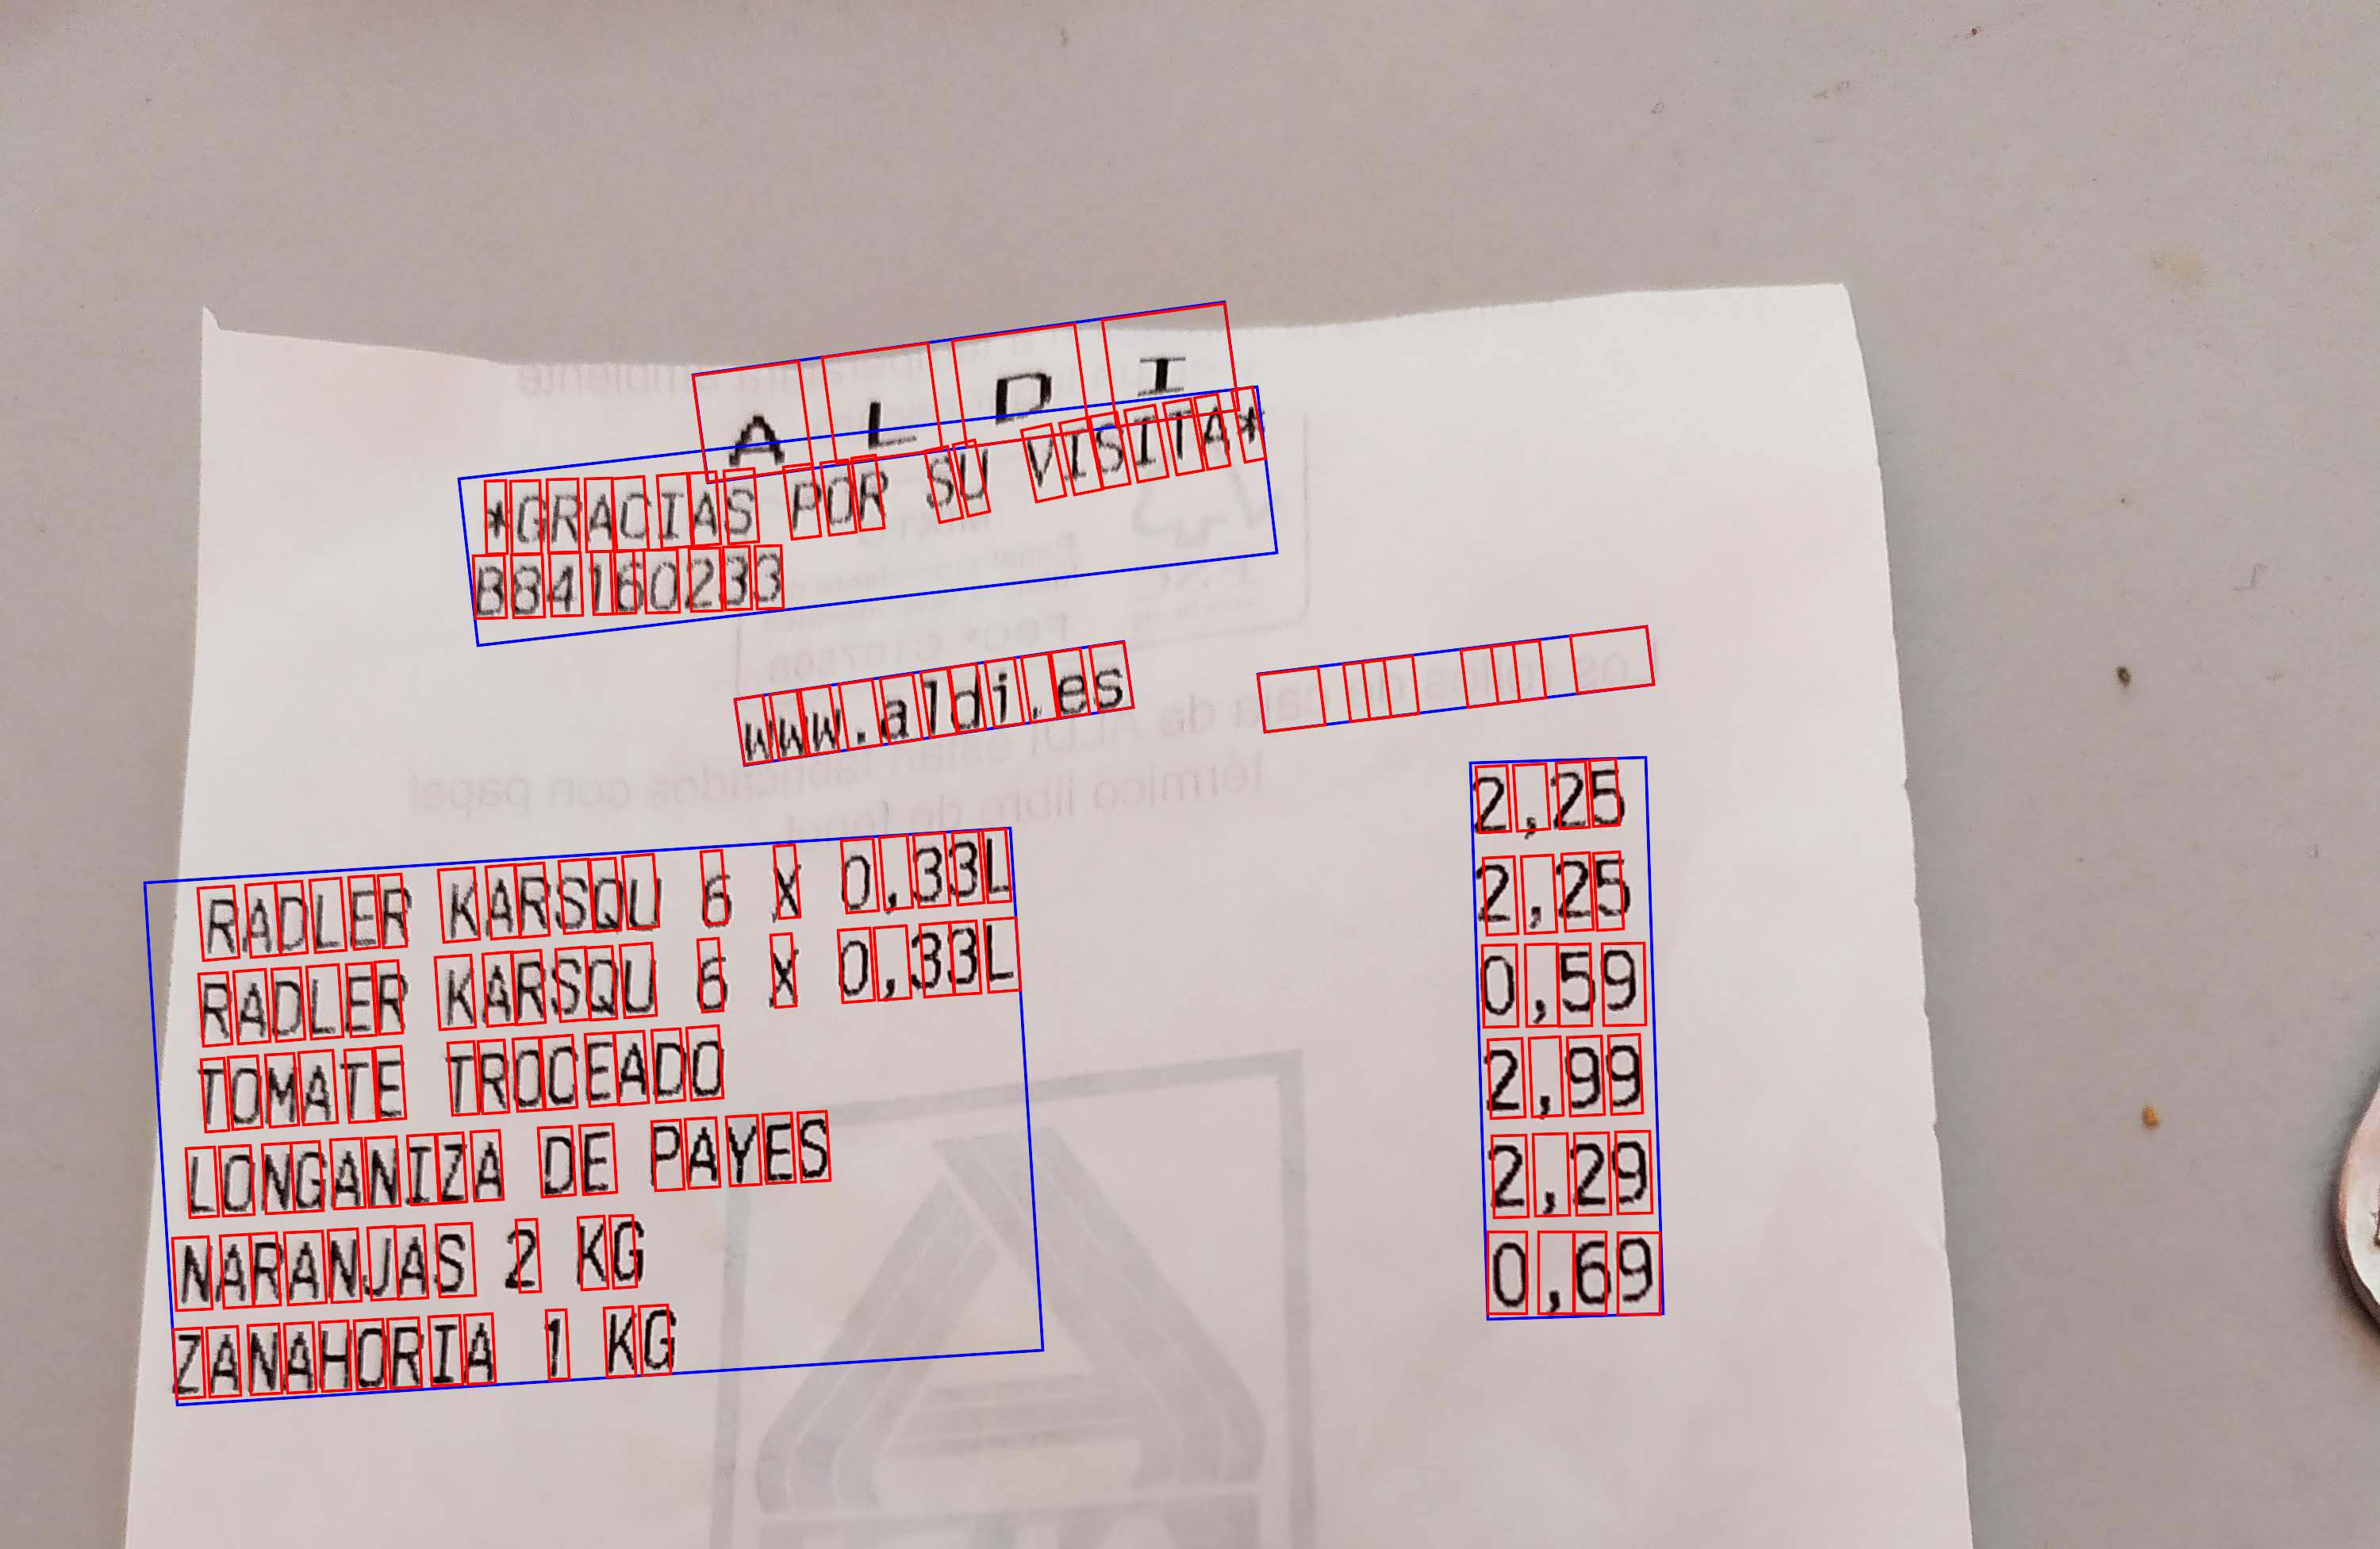 A L D I
*GRACIAS POR SU VISITA*
B84160233
www.aldi.es
RADLER KARSQU 6 X 0,33L 2,25
RADLER KARSQU 6 X 0,33L 2,25
TOMATE TROCEADO 0,59
LONGANIZA DE PAYES 2,99
NARANJAS 2 KG 2,29
ZANAHORIA 1 KG 0,69